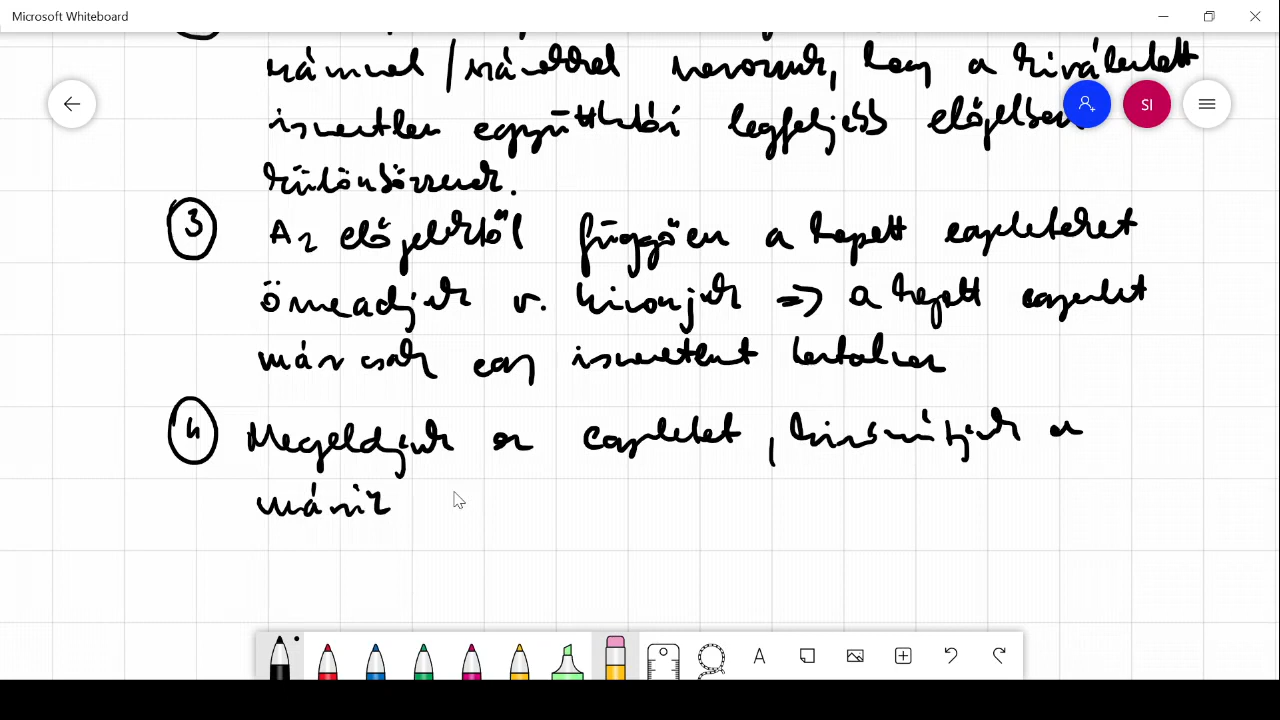 Microsoft Whiteboard
számmal / számokkal szorozzuk, hogy a kiválasztott
SI
ismeretlen együtthatói legfeljebb előjelben
különbözzenek.
3 Az előjelektől függően a kapott egyenleteket
összeadjuk v. kivonjuk => a kapott egyenlet
már csak egy ismeretlent tartalmaz
4 Megoldjuk az egyenletet, kiszámítjuk a
másik
A